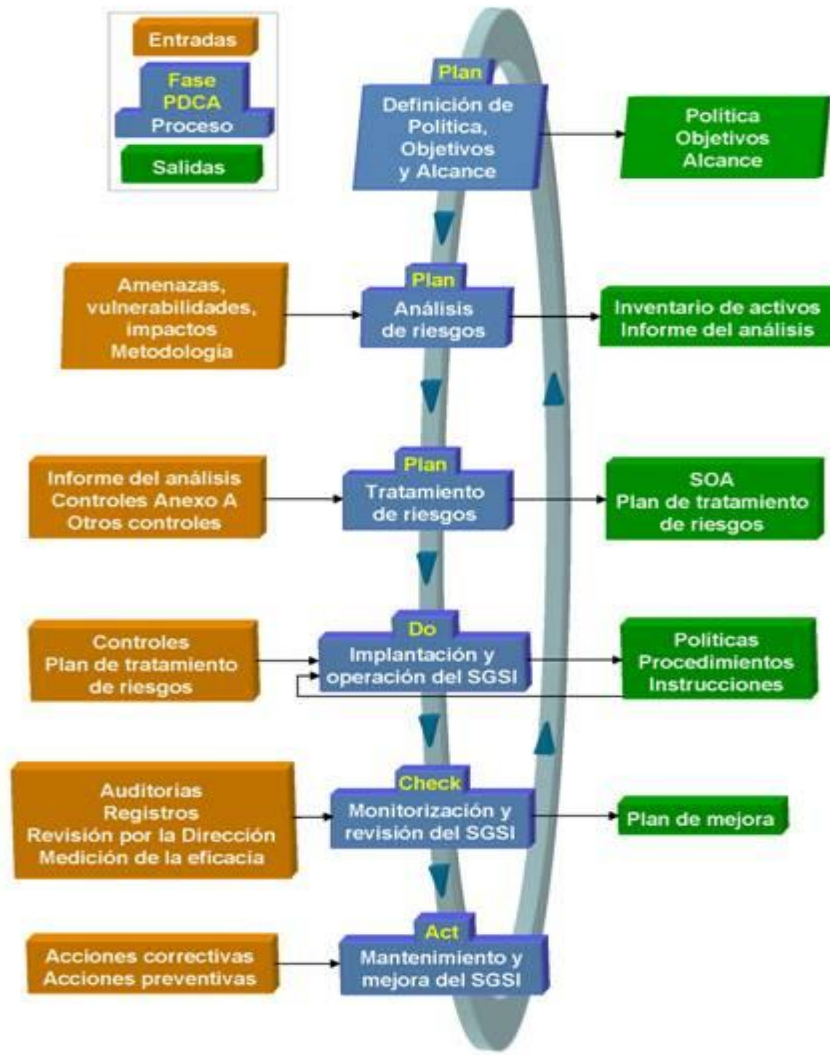 Entradas
Fase
PDCA
Proceso
Salidas
Plan
Definición de
Política,
Objetivos
y Alcance
Política
Objetivos
Alcance
Amenazas,
vulnerabilidades,
impactos
Metodología
Plan
Análisis
de riesgos
Inventario de activos
Informe del análisis
Informe del análisis
Controles Anexo A
Otros controles
Plan
Tratamiento
de riesgos
SOA
Plan de tratamiento
de riesgos
Controles
Plan de tratamiento
de riesgos
Do
Implantación y
operación del SGSI
Políticas
Procedimientos
Instrucciones
Auditorias
Registros
Revisión por la Dirección
Medición de la eficacia
Check
Monitorización y
revisión del SGSI
Plan de mejora
Acciones correctivas
Acciones preventivas
Act
Mantenimiento y
mejora del SGSI